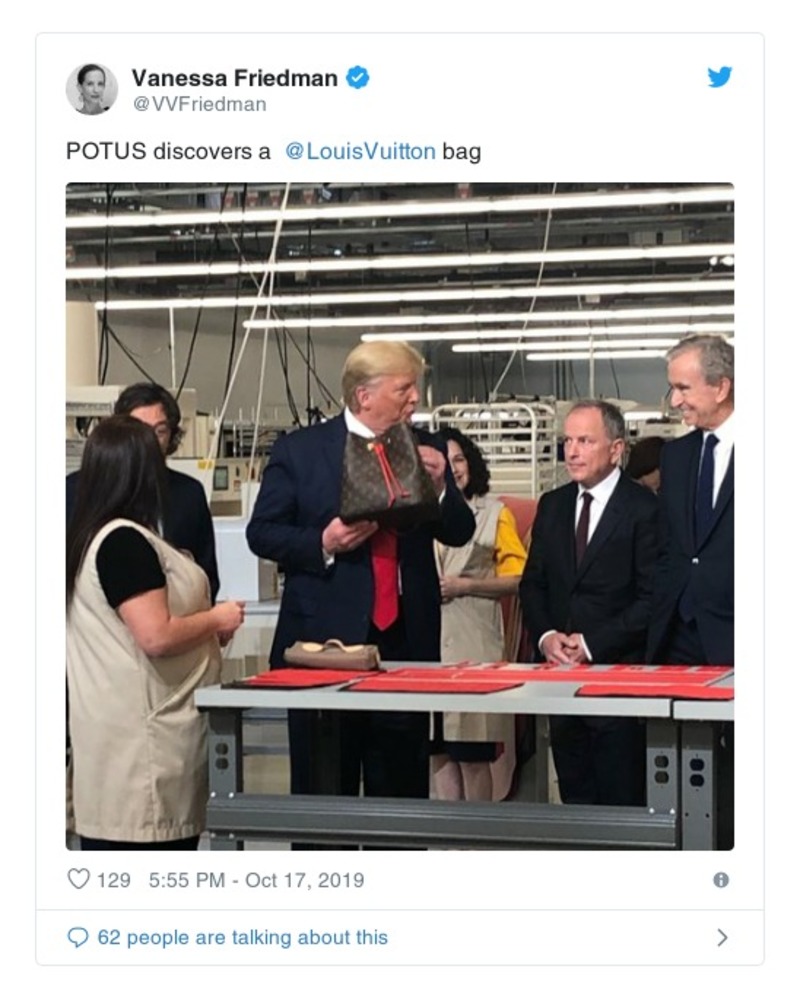 Vanessa Friedman
@VVFriedman
POTUS discovers a @LouisVuitton bag
129 5:55 PM - Oct 17, 2019
62 people are talking about this